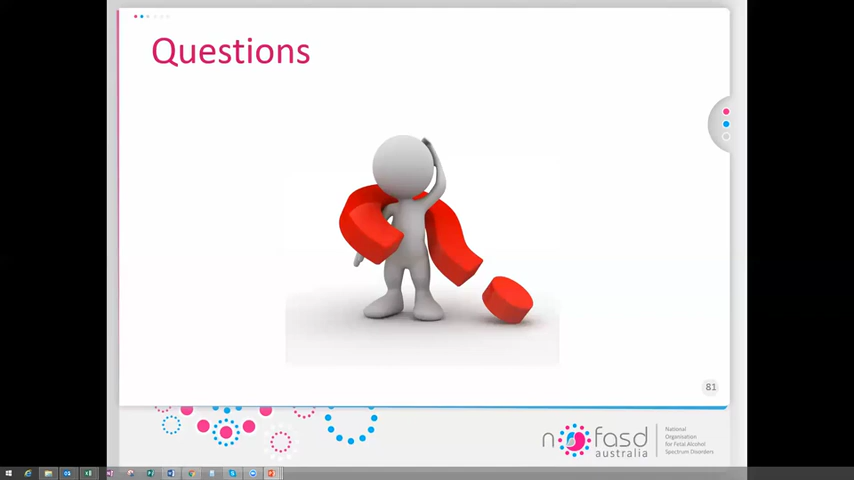 Questions
81
nofasd
australia
National
Organisation
for Fetal Alcohol
Spectrum Disorders